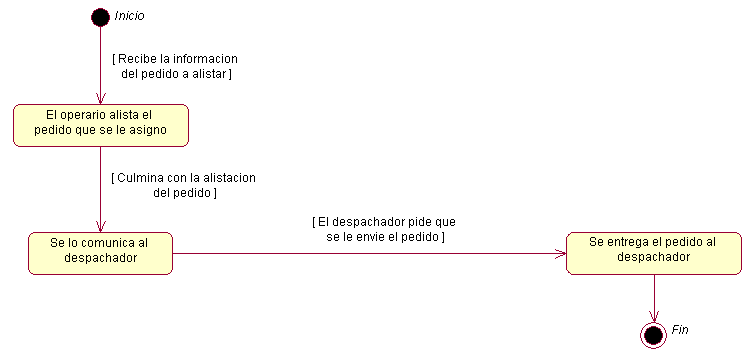 Inicio
[ Recibe la informacion
del pedido a alistar ]
El operario alista el
pedido que se le asigno
[ Culmina con la alistacion
del pedido ]
Se lo comunica al
despachador
[ El despachador pide que
se le envie el pedido ]
Se entrega el pedido al
despachador
Fin